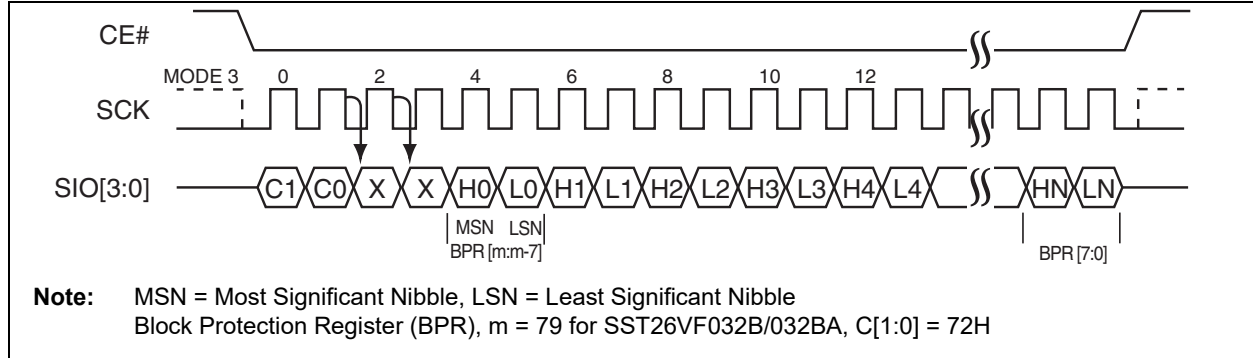 CE#
MODE 3 0 2 4 6 8 10 12
SCK
SIO[3:0] C1 C0 X X H0 L0 H1 L1 H2 L2 H3 L3 H4 L4 HN LN
MSN LSN
BPR [m:m-7] BPR [7:0]
Note: MSN = Most Significant Nibble, LSN = Least Significant Nibble
Block Protection Register (BPR), m = 79 for SST26VF032B/032BA, C[1:0] = 72H